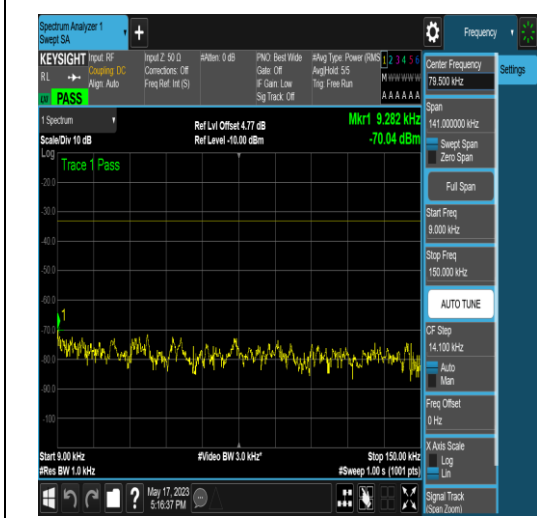 Spectrum Analyzer 1
Swept SA
+
Frequency
KEYSIGHT
RL
Input: RF
Coupling: DC
Align: Auto
Input Z: 50 Ω
Corrections: Off
Freq Ref: Int (S)
#Atten: 0 dB
PNO: Best Wide
Gate: Off
IF Gain: Low
Sig Track: Off
#Avg Type: Power (RMS
Avg|Hold: 5/5
Trig: Free Run
1 2 3 4 5 6
M W W W W W
A A A A A A
PASS
1 Spectrum
Scale/Div 10 dB
Ref Lvl Offset 4.77 dB
Ref Level -10.00 dBm
Mkr1 9.282 kHz
-70.04 dBm
Log
Trace 1 Pass
-20.0
-30.0
-40.0
-50.0
-60.0
-70.0
-80.0
-90.0
-100
1
Start 9.00 kHz
#Res BW 1.0 kHz
#Video BW 3.0 kHz*
Stop 150.00 kHz
#Sweep 1.00 s (1001 pts)
May 17, 2023
5:16:37 PM
?
Center Frequency
79.500 kHz
Settings
Span
141.000000 kHz
Swept Span
Zero Span
Full Span
Start Freq
9.000 kHz
Stop Freq
150.000 kHz
AUTO TUNE
CF Step
14.100 kHz
Auto
Man
Freq Offset
0 Hz
X Axis Scale
Log
Lin
Signal Track
(Span Zoom)